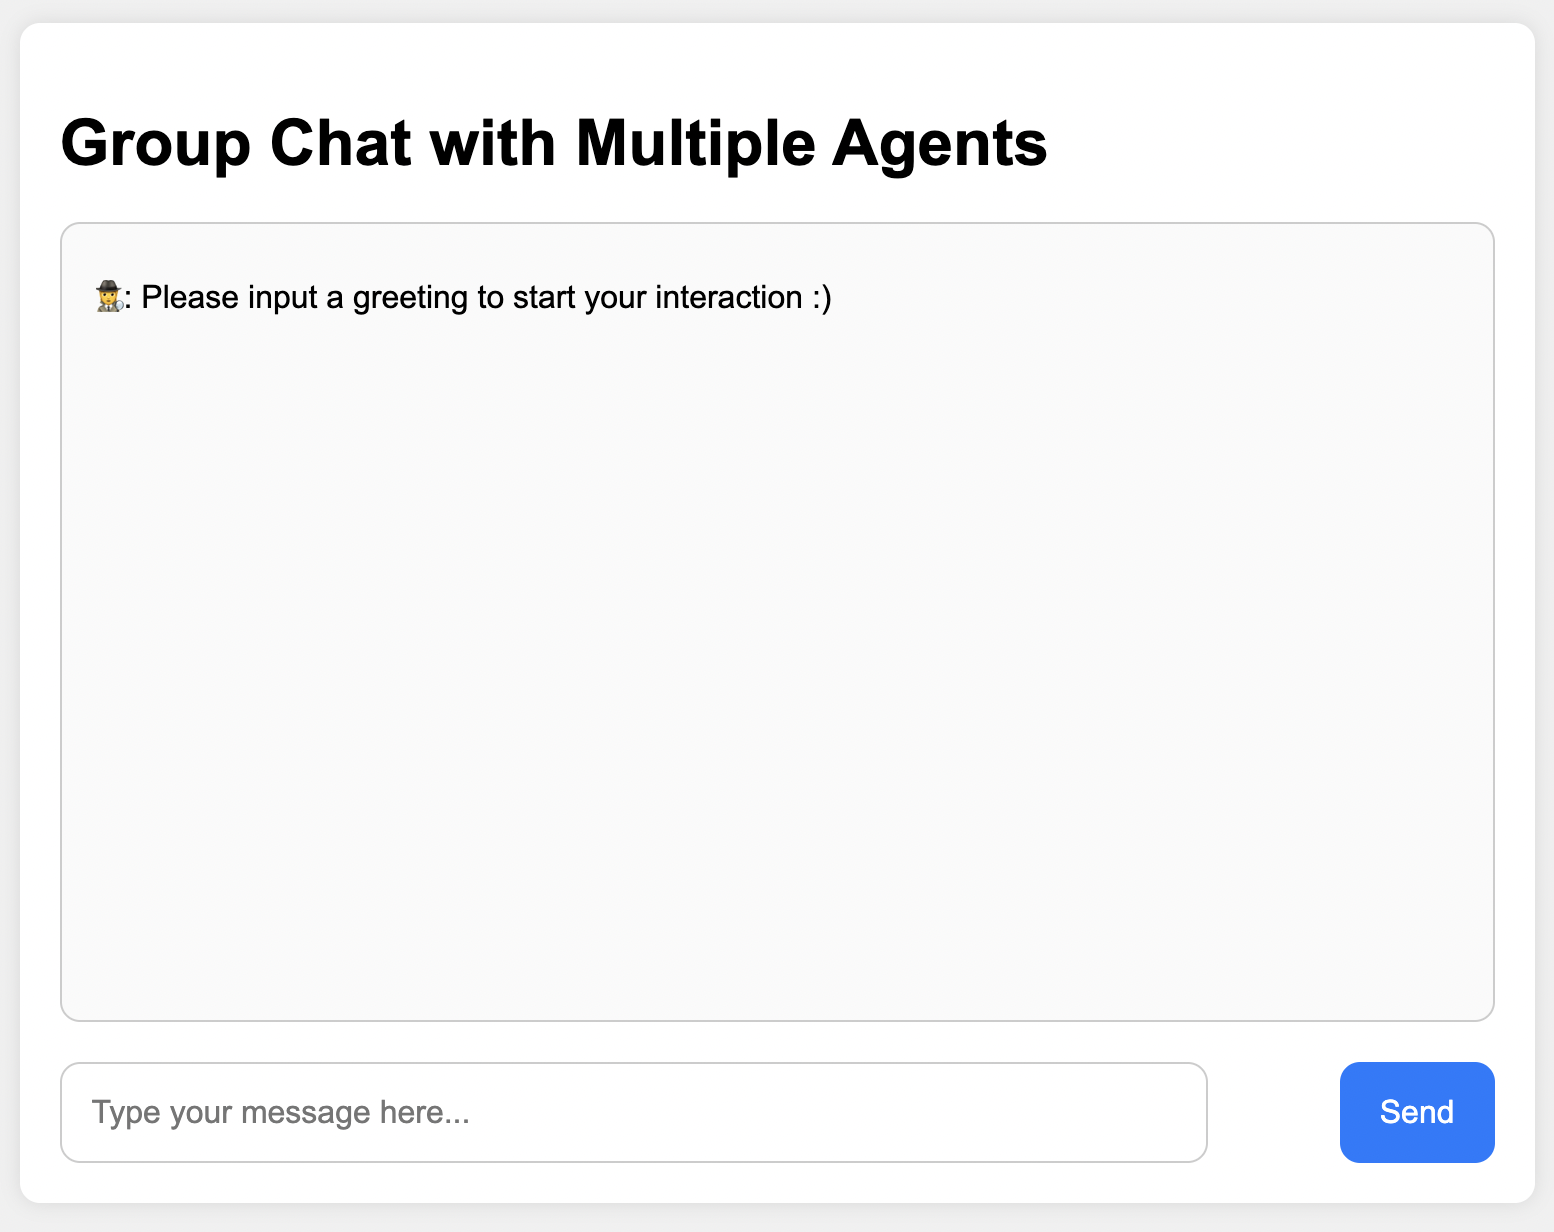 Group Chat with Multiple Agents
🕵️‍♀️: Please input a greeting to start your interaction :)
Type your message here...
Send